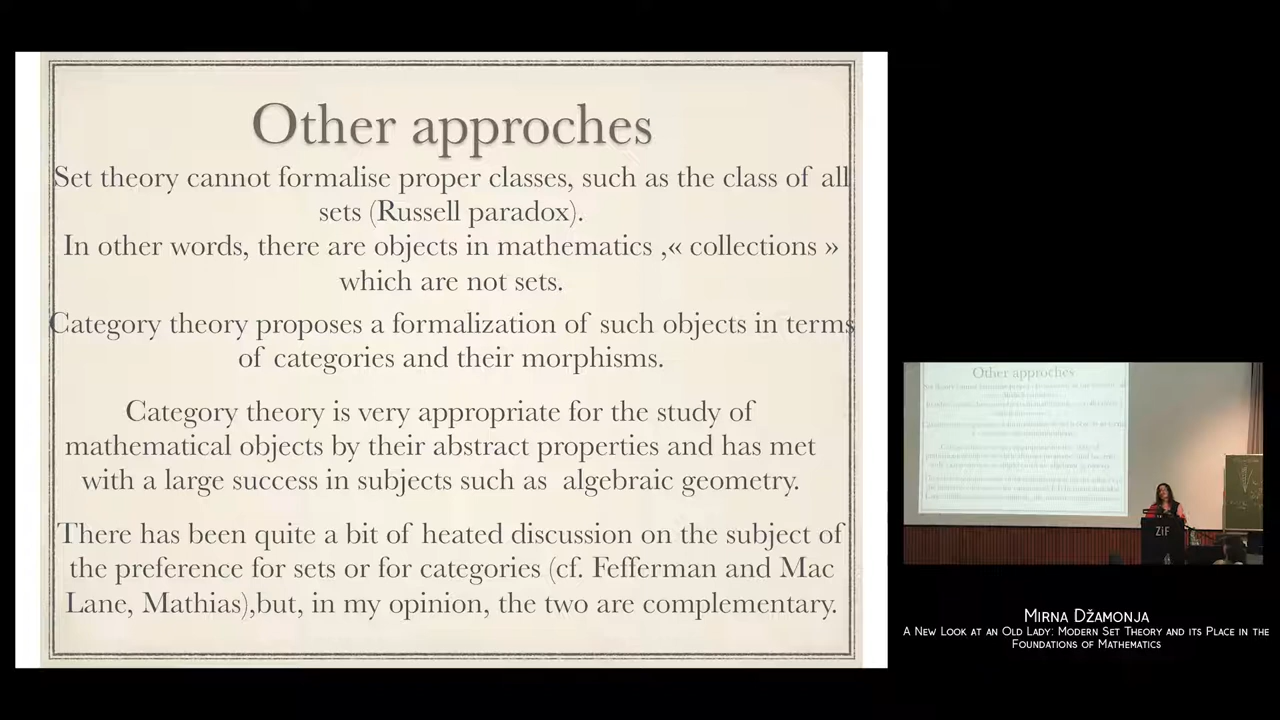 Other approches
Set theory cannot formalise proper classes, such as the class of all
sets (Russell paradox).
In other words, there are objects in mathematics ,« collections »
which are not sets.
Category theory proposes a formalization of such objects in terms
of categories and their morphisms.
Category theory is very appropriate for the study of
mathematical objects by their abstract properties and has met
with a large success in subjects such as algebraic geometry.
There has been quite a bit of heated discussion on the subject of
the preference for sets or for categories (cf. Fefferman and Mac
Lane, Mathias),but, in my opinion, the two are complementary.
Other approches
ZiF
Mirna Džamonja
A New Look at an Old Lady: Modern Set Theory and its Place in the
Foundations of Mathematics